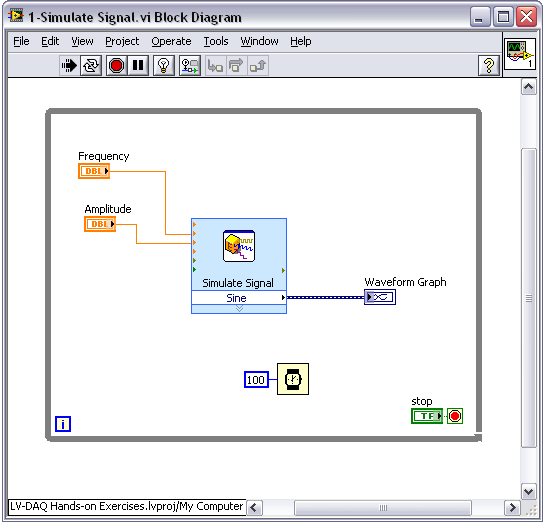 1-Simulate Signal.vi Block Diagram
File Edit View Project Operate Tools Window Help
?
1
Frequency
DBL
Amplitude
DBL
Simulate Signal
Sine
Waveform Graph
100
stop
TF
i
LV-DAQ Hands-on Exercises.lvproj/My Computer